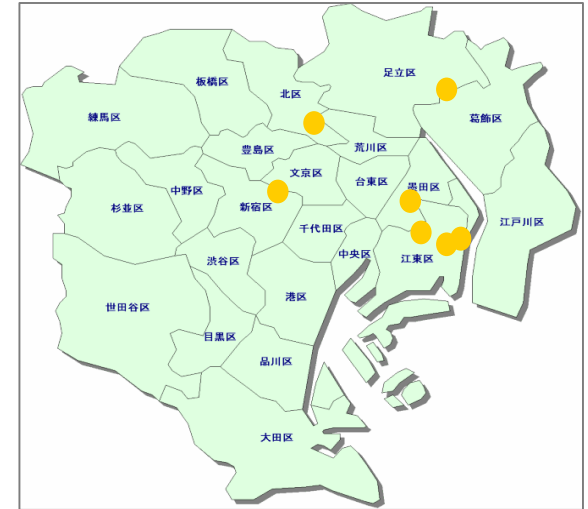 足立区
板橋区
北区
練馬区
葛飾区
豊島区
荒川区
文京区
台東区
墨田区
中野区
杉並区
新宿区
江戸川区
千代田区
中央区
江東区
渋谷区
港区
世田谷区
目黒区
品川区
大田区